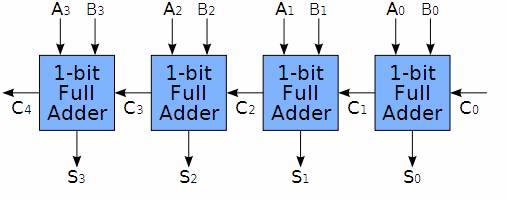 A3 B3 A2 B2 A1 B1 A0 B0
1-bit Full Adder
1-bit Full Adder
1-bit Full Adder
1-bit Full Adder
C4 C3 C2 C1 C0
S3 S2 S1 S0